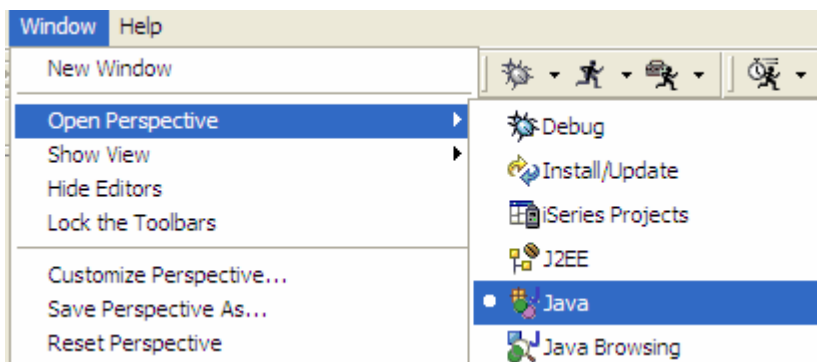 Window Help
New Window
Open Perspective
Show View
Hide Editors
Lock the Toolbars
Customize Perspective...
Save Perspective As...
Reset Perspective
Debug
Install/Update
iSeries Projects
J2EE
Java
Java Browsing